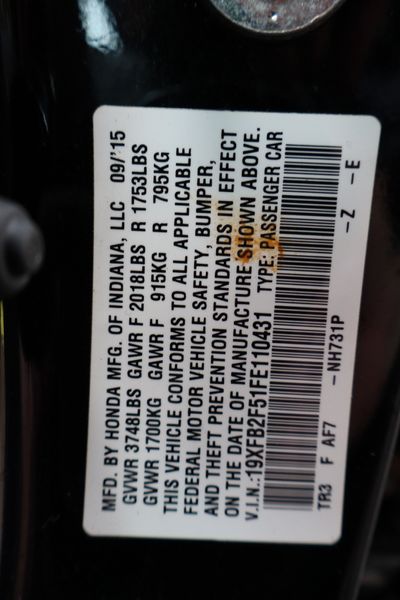 MFD. BY HONDA MFG. OF INDIANA, LLC 09/'15
GVWR 3748LBS GAWR F 2018LBS R 1753LBS
GVWR 1700KG GAWR F 915KG R 795KG
THIS VEHICLE CONFORMS TO ALL APPLICABLE
FEDERAL MOTOR VEHICLE SAFETY, BUMPER,
AND THEFT PREVENTION STANDARDS IN EFFECT
ON THE DATE OF MANUFACTURE SHOWN ABOVE.
V.I.N.:19XFB2F51FE110431 TYPE: PASSENGER CAR
TR3 F AF7 -NH731P -Z -E